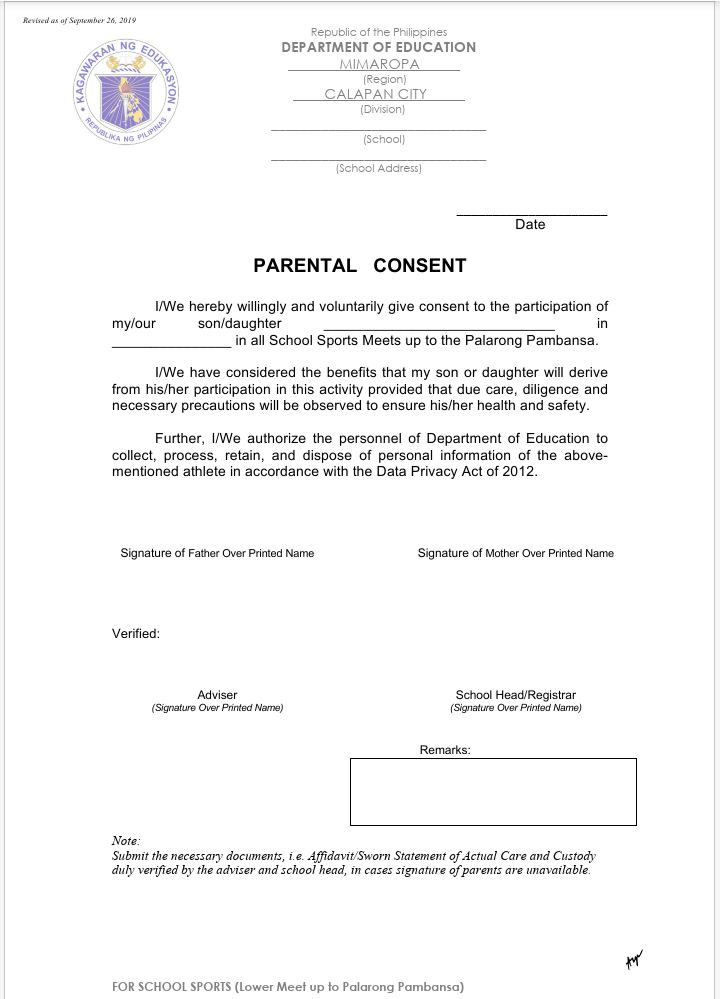 Revised as of September 26, 2019
KAGAWARAN NG EDUKASYON
REPUBLIKA NG PILIPINAS
Republic of the Philippines
DEPARTMENT OF EDUCATION
MIMAROPA
(Region)
CALAPAN CITY
(Division)
(School)
(School Address)
Date
PARENTAL CONSENT
I/We hereby willingly and voluntarily give consent to the participation of
my/our son/daughter ______________________________ in
________________ in all School Sports Meets up to the Palarong Pambansa.
I/We have considered the benefits that my son or daughter will derive
from his/her participation in this activity provided that due care, diligence and
necessary precautions will be observed to ensure his/her health and safety.
Further, I/We authorize the personnel of Department of Education to
collect, process, retain, and dispose of personal information of the above-
mentioned athlete in accordance with the Data Privacy Act of 2012.
Signature of Father Over Printed Name Signature of Mother Over Printed Name
Verified:
Adviser School Head/Registrar
(Signature Over Printed Name) (Signature Over Printed Name)
Remarks:
Note:
Submit the necessary documents, i.e. Affidavit/Sworn Statement of Actual Care and Custody
duly verified by the adviser and school head, in cases signature of parents are unavailable.
FOR SCHOOL SPORTS (Lower Meet up to Palarong Pambansa)